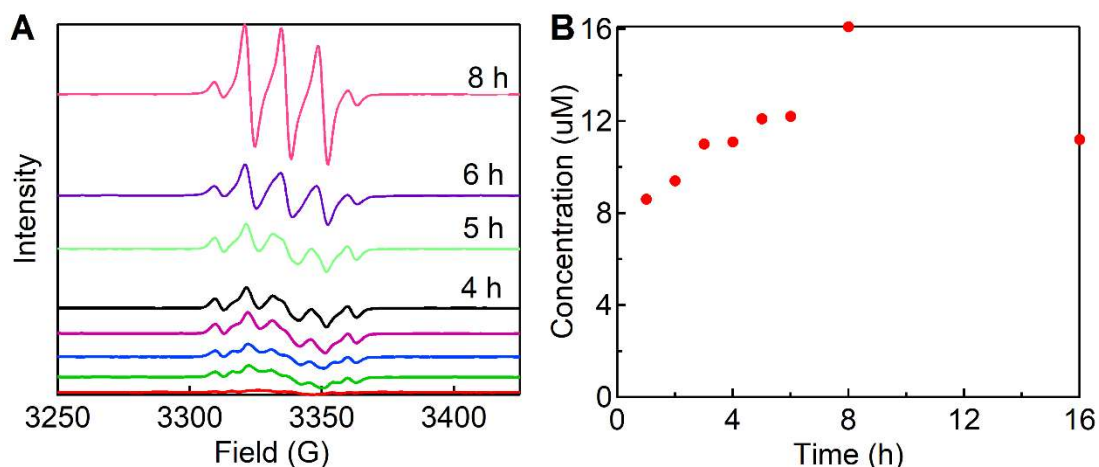 A
8 h
6 h
5 h
4 h
Intensity
3250 3300 3350 3400
Field (G)
B
16
12
8
4
0
Concentration (uM)
0 4 8 12 16
Time (h)